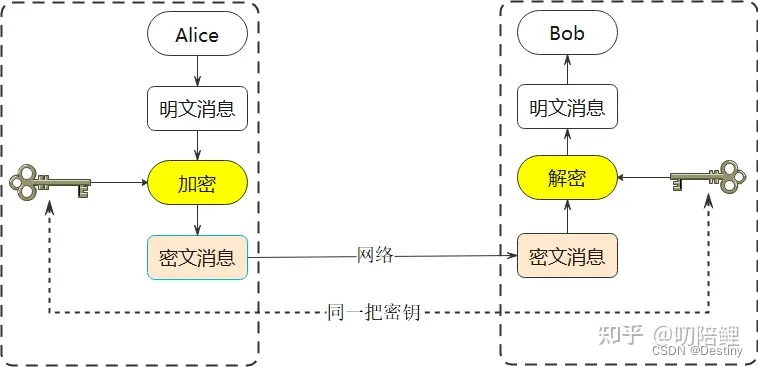 Alice
明文消息
加密
密文消息
网络
同一把密钥
Bob
明文消息
解密
密文消息
知乎 @叨陪鲤
CSDN @Destiny